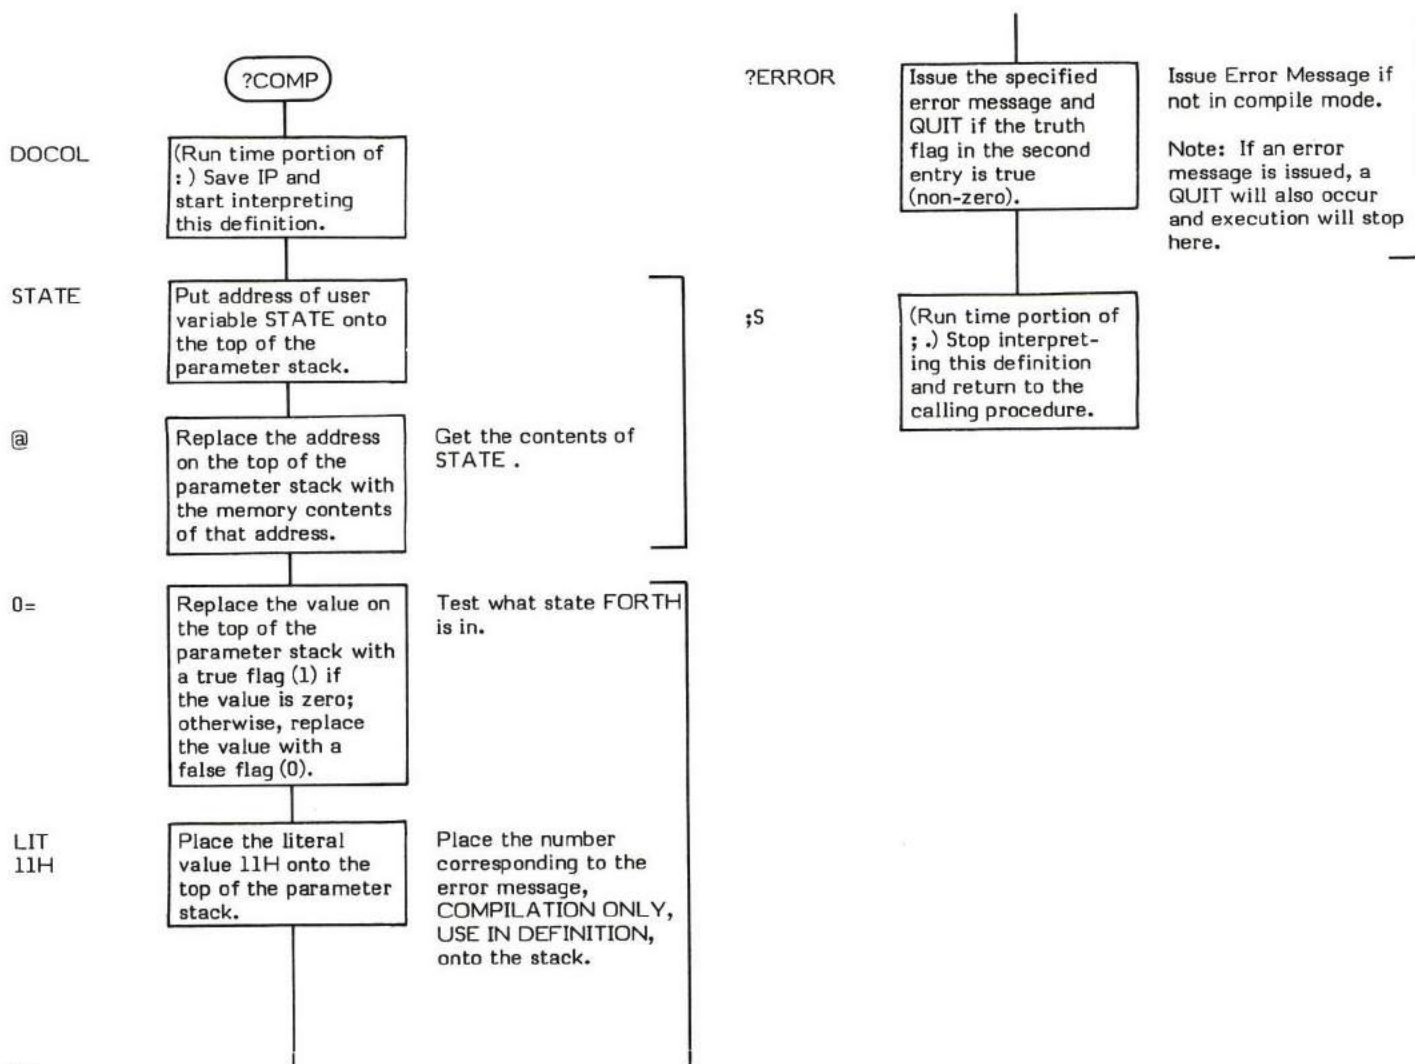 ?COMP
DOCOL
(Run time portion of
: ) Save IP and
start interpreting
this definition.
STATE
Put address of user
variable STATE onto
the top of the
parameter stack.
@
Replace the address
on the top of the
parameter stack with
the memory contents
of that address.
Get the contents of
STATE .
0=
Replace the value on
the top of the
parameter stack with
a true flag (1) if
the value is zero;
otherwise, replace
the value with a
false flag (0).
Test what state FORTH
is in.
LIT
11H
Place the literal
value 11H onto the
top of the parameter
stack.
Place the number
corresponding to the
error message,
COMPILATION ONLY,
USE IN DEFINITION,
onto the stack.
?ERROR
Issue the specified
error message and
QUIT if the truth
flag in the second
entry is true
(non-zero).
Issue Error Message if
not in compile mode.
Note: If an error
message is issued, a
QUIT will also occur
and execution will stop
here.
;S
(Run time portion of
; .) Stop interpret-
ing this definition
and return to the
calling procedure.